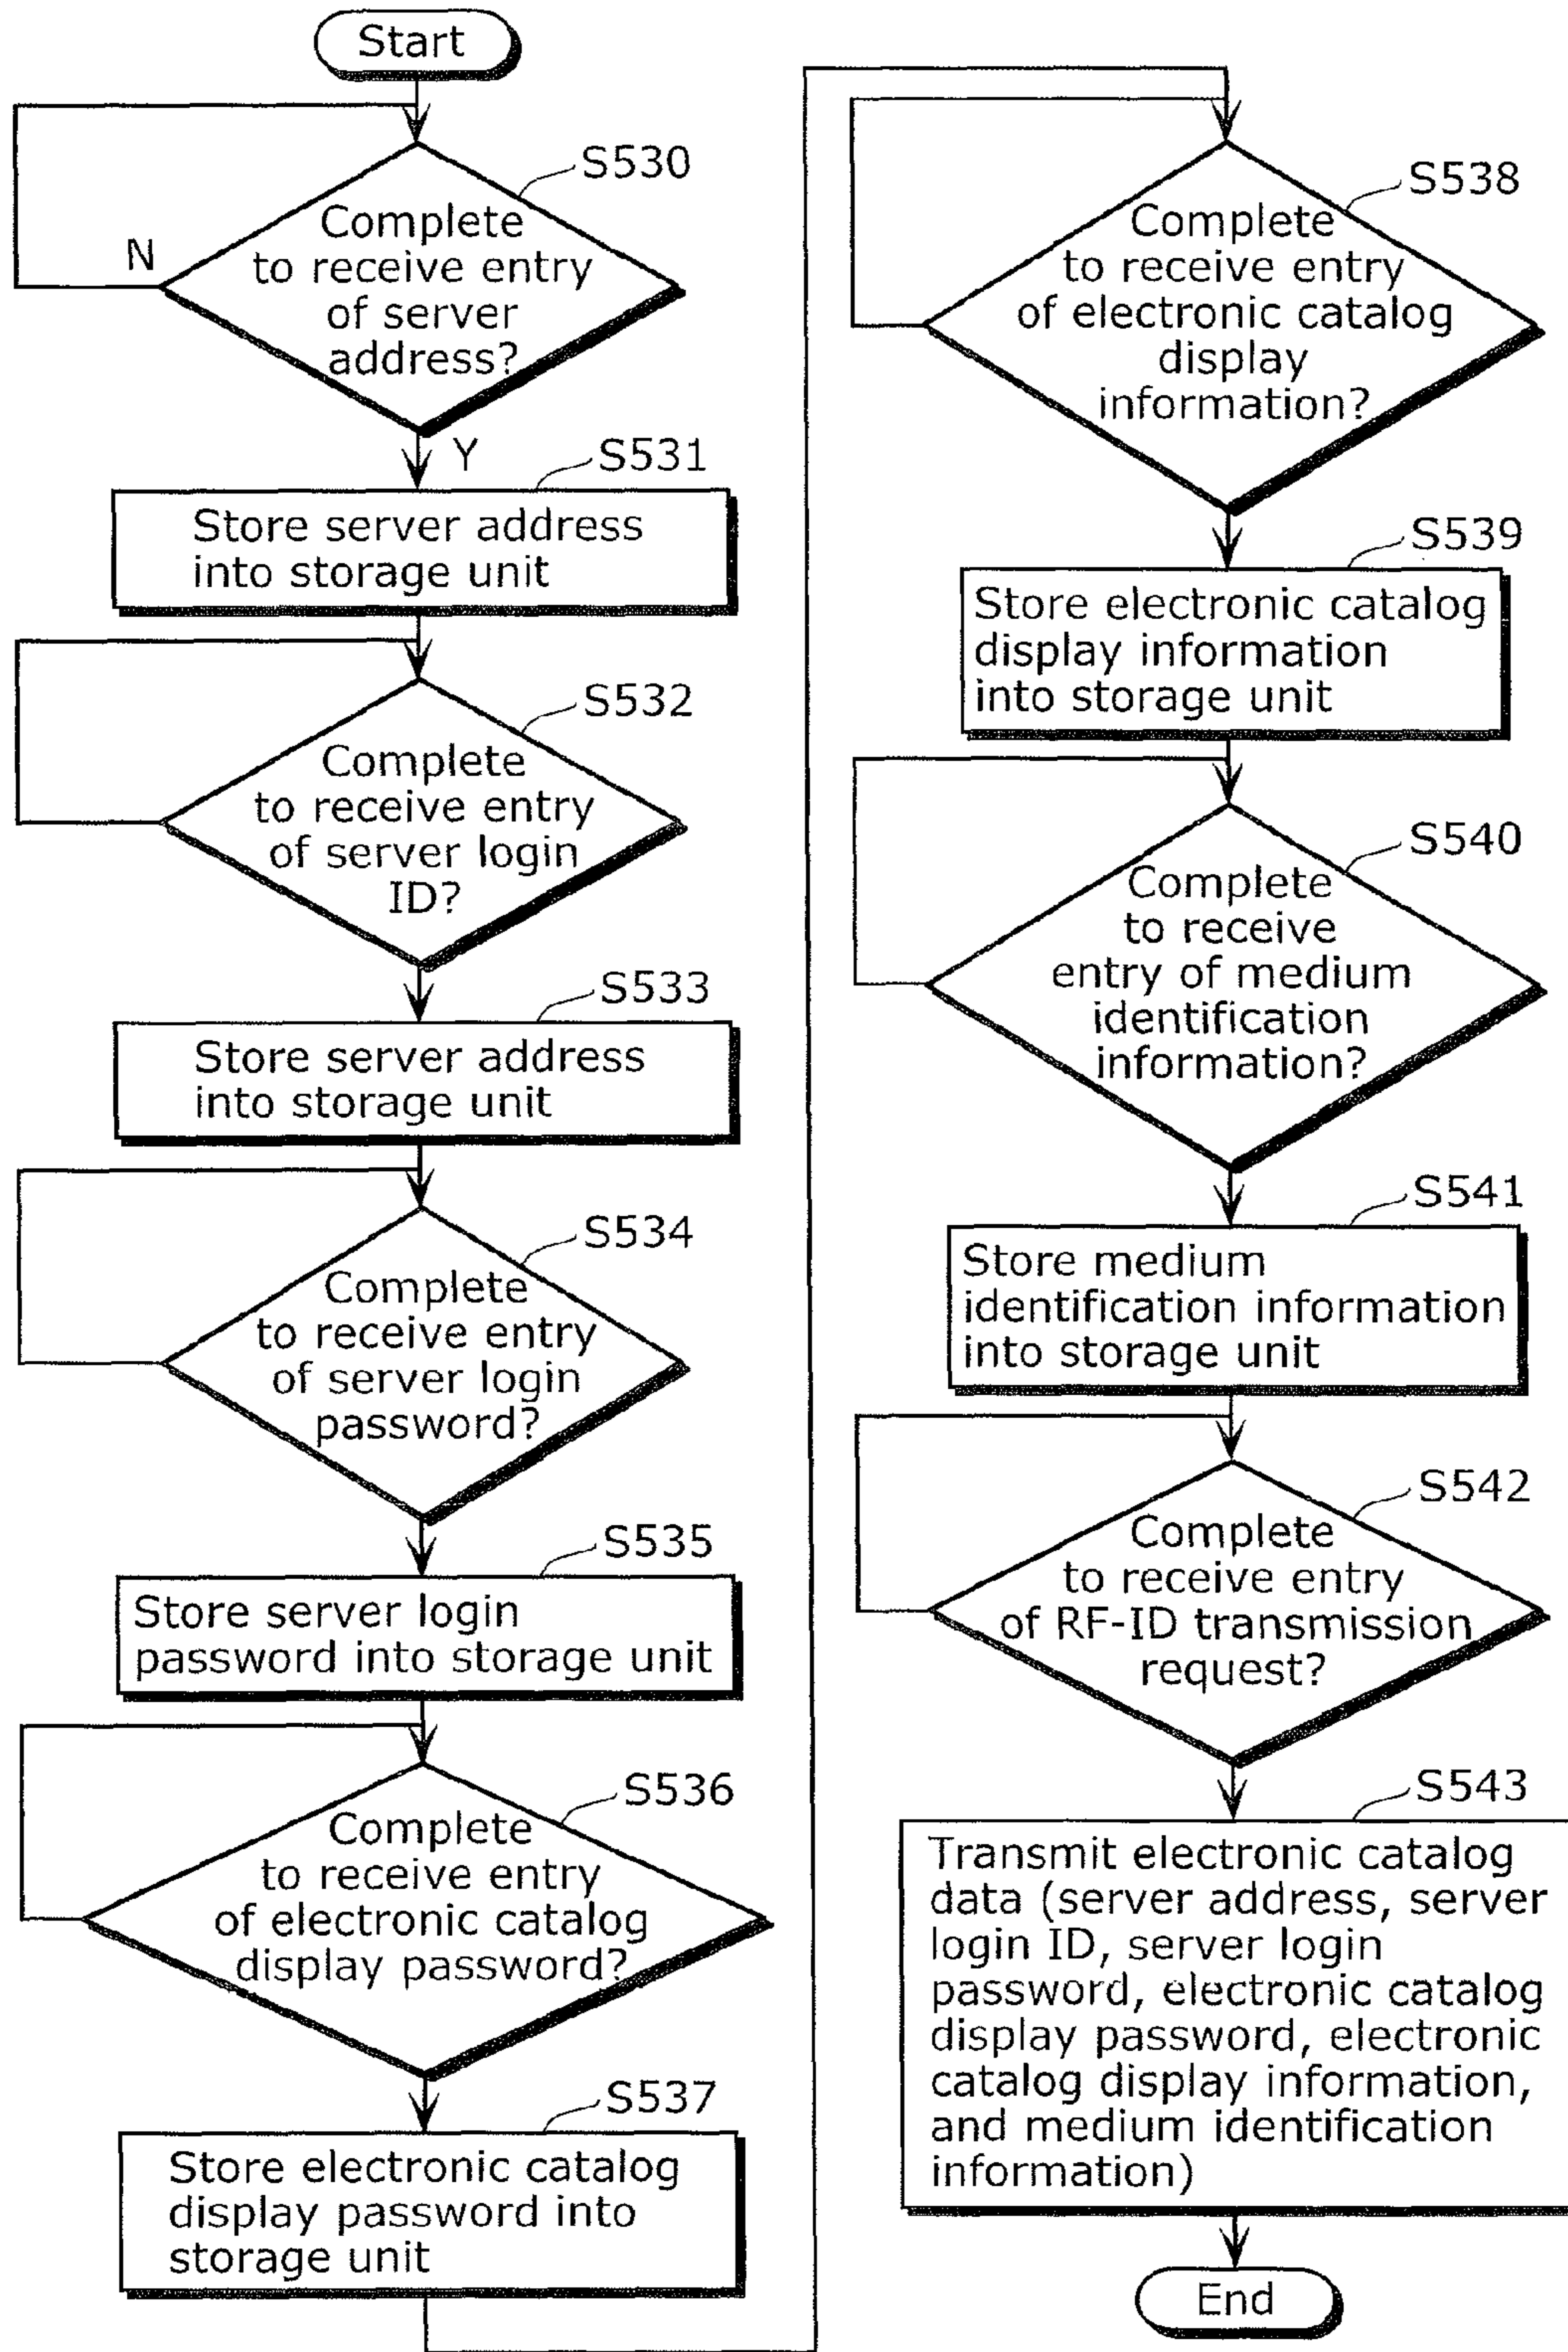 Start
S530
Complete
to receive entry
of server
address?
N
Y
S531
Store server address
into storage unit
S532
Complete
to receive entry
of server login
ID?
S533
Store server address
into storage unit
S534
Complete
to receive entry
of server login
password?
S535
Store server login
password into storage unit
S536
Complete
to receive entry
of electronic catalog
display password?
S537
Store electronic catalog
display password into
storage unit
S538
Complete
to receive entry
of electronic catalog
display
information?
S539
Store electronic catalog
display information
into storage unit
S540
Complete
to receive
entry of medium
identification
information?
S541
Store medium
identification information
into storage unit
S542
Complete
to receive entry
of RF-ID transmission
request?
S543
Transmit electronic catalog
data (server address, server
login ID, server login
password, electronic catalog
display password, electronic
catalog display information,
and medium identification
information)
End